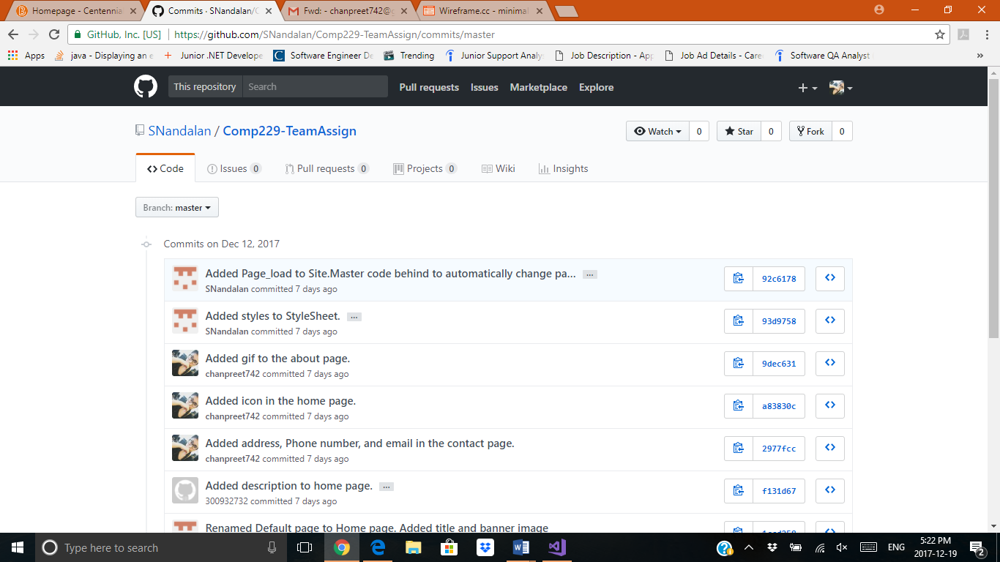 Homepage - Centennia
Commits · SNandalan/C
Fwd: - chanpreet742@g
Wireframe.cc - minimal
GitHub, Inc. [US]
https://github.com/SNandalan/Comp229-TeamAssign/commits/master
Apps
java - Displaying an e
Junior .NET Develope
Software Engineer De
Trending
Junior Support Analys
Job Description - App
Job Ad Details - Care
Software QA Analyst
»
This repository
Search
Pull requests
Issues
Marketplace
Explore
SNandalan / Comp229-TeamAssign
Watch 0
Star 0
Fork 0
Code
Issues 0
Pull requests 0
Projects 0
Wiki
Insights
Branch: master
Commits on Dec 12, 2017
Added Page_load to Site.Master code behind to automatically change pa... …
SNandalan committed 7 days ago
92c6178
Added styles to StyleSheet. …
SNandalan committed 7 days ago
93d9758
Added gif to the about page.
chanpreet742 committed 7 days ago
9dec631
Added icon in the home page.
chanpreet742 committed 7 days ago
a83830c
Added address, Phone number, and email in the contact page.
chanpreet742 committed 7 days ago
2977fcc
Added description to home page. …
300932732 committed 7 days ago
f131d67
Renamed Default page to Home page. Added title and banner image
Type here to search
ENG
5:22 PM
2017-12-19
2